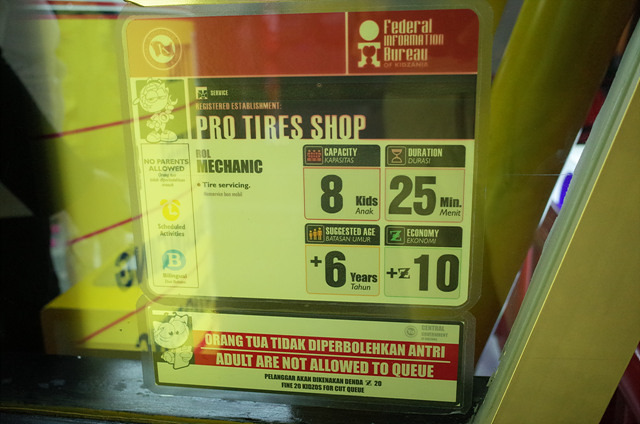 Federal
INFORMATION
Bureau
OF KIDZANIA
SERVICE
REGISTERED ESTABLISHMENT:
PRO TIRES SHOP
NO PARENTS
ALLOWED
ROL
MECHANIC
• Tire servicing.
Scheduled
Activities
B
Bilingual
CAPACITY
KAPASITAS
8 Kids
Anak
DURATION
DURASI
25 Min.
Menit
SUGGESTED AGE
BATASAN UMUR
+6 Years
Tahun
ECONOMY
EKONOMI
+Z 10
ORANG TUA TIDAK DIPERBOLEHKAN ANTRI
ADULT ARE NOT ALLOWED TO QUEUE
PELANGGAR AKAN DIKENAKAN DENDA Z. 20
FINE 20 KIDZOS FOR CUT QUEUE